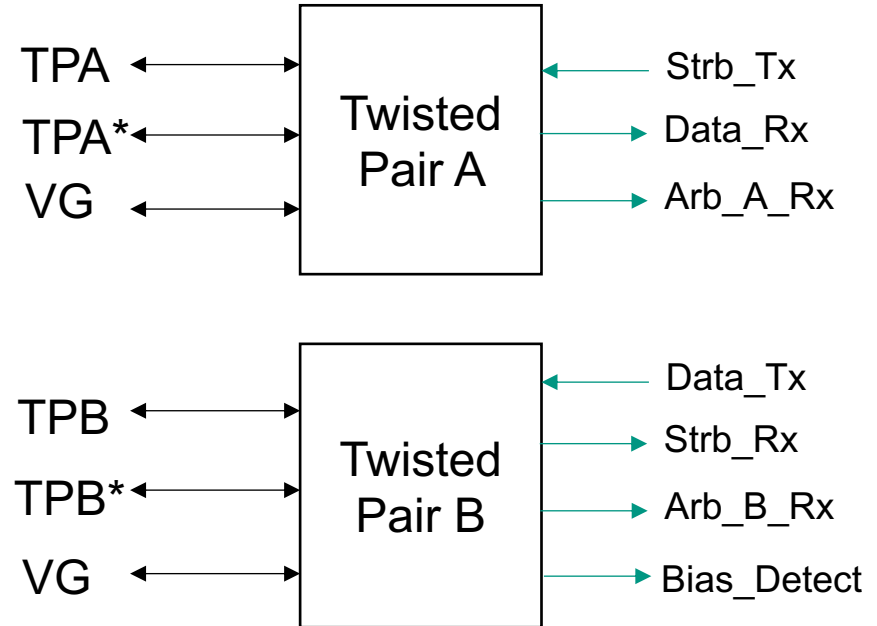 TPA
TPA*
VG
Twisted
Pair A
Strb_Tx
Data_Rx
Arb_A_Rx
TPB
TPB*
VG
Twisted
Pair B
Data_Tx
Strb_Rx
Arb_B_Rx
Bias_Detect